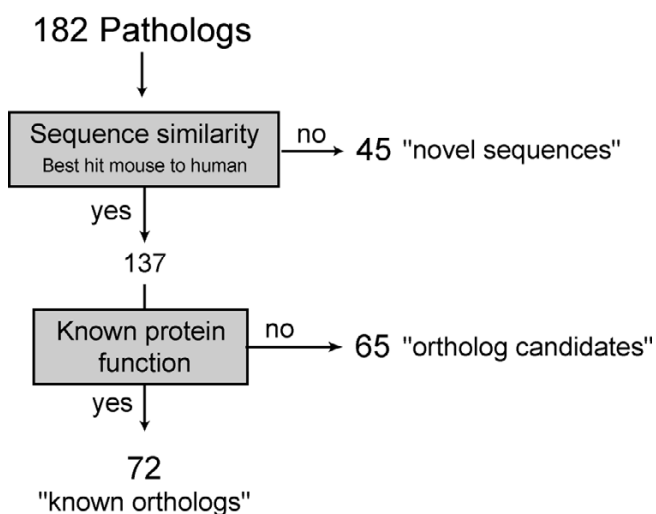 182 Pathologs
Sequence similarity
Best hit mouse to human
no
45 "novel sequences"
yes
137
Known protein
function
no
65 "ortholog candidates"
yes
72
"known orthologs"